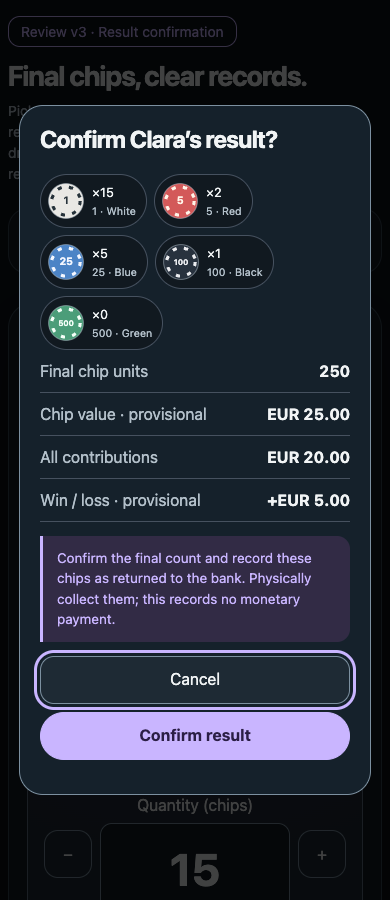 Review v3 · Result confirmation
Final chips, clear records.
Confirm Clara's result?
1
×15
1 · White
5
×2
5 · Red
25
×5
25 · Blue
100
×1
100 · Black
500
×0
500 · Green
Final chip units 250
Chip value · provisional EUR 25.00
All contributions EUR 20.00
Win / loss · provisional +EUR 5.00
Confirm the final count and record these
chips as returned to the bank. Physically
collect them; this records no monetary
payment.
Cancel
Confirm result
Quantity (chips)
−
15
+